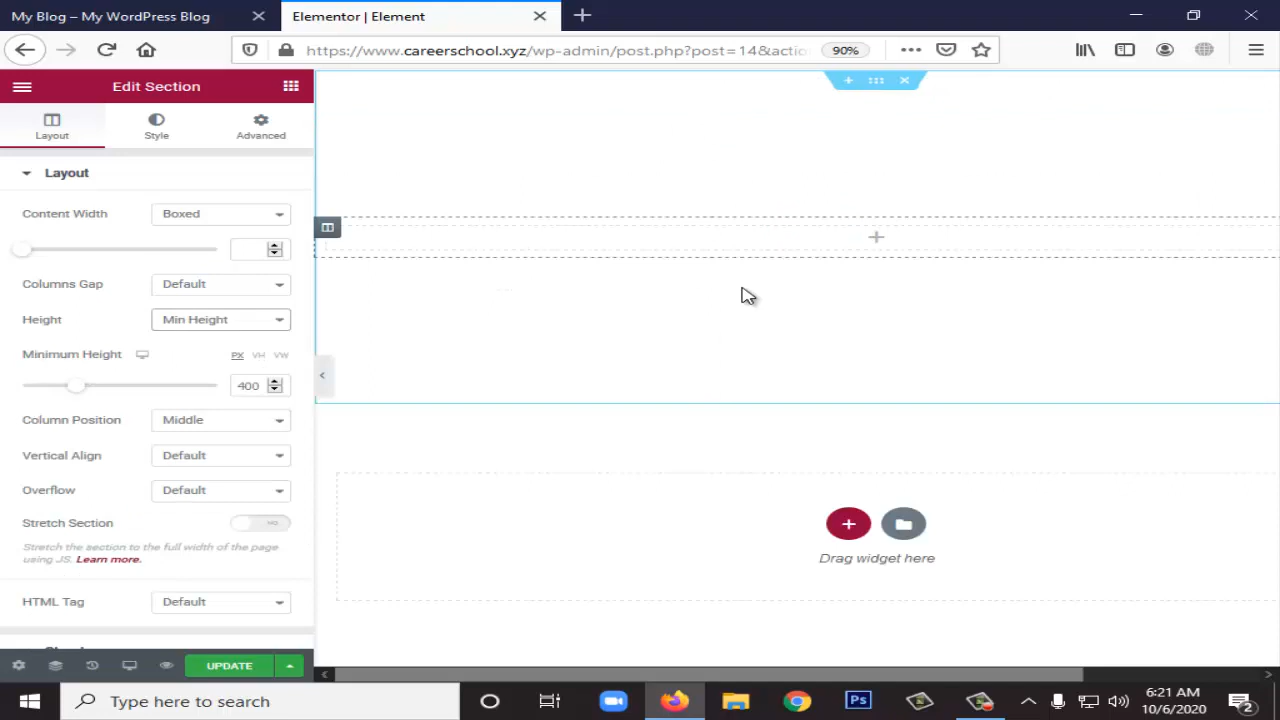 My Blog – My WordPress Blog
Elementor | Element
https://www.careerschool.xyz/wp-admin/post.php?post=14&actio
90%
Edit Section
Layout
Style
Advanced
Layout
Content Width
Boxed
Columns Gap
Default
Height
Min Height
Minimum Height
PX
VH
VW
400
Column Position
Middle
Vertical Align
Default
Overflow
Default
Stretch Section
NO
Stretch the section to the full width of the page
using JS. Learn more.
HTML Tag
Default
UPDATE
Drag widget here
Type here to search
Ps
6:21 AM
10/6/2020
2